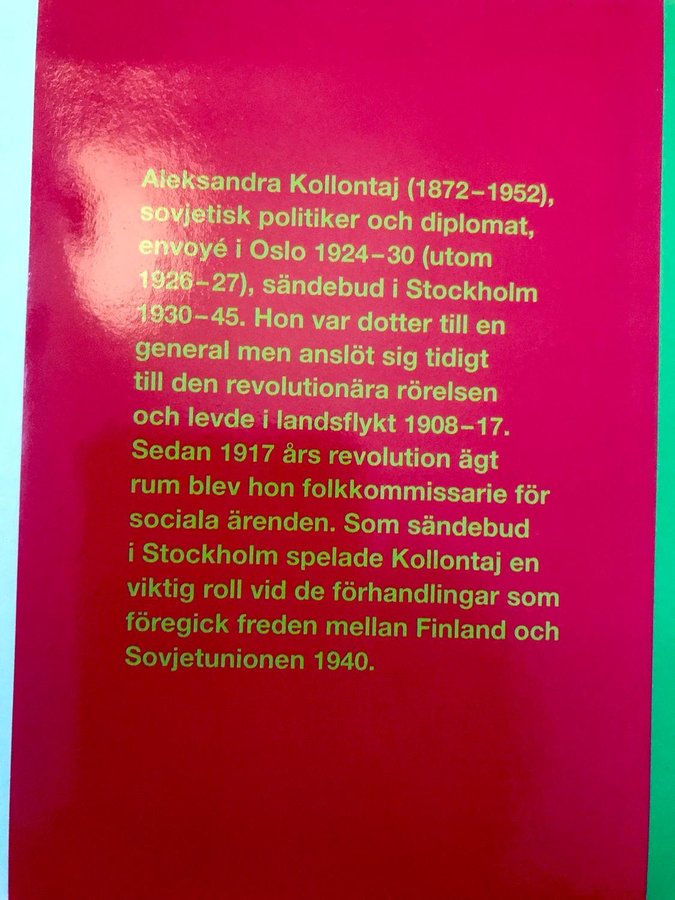 Aleksandra Kollontaj (1872–1952),
sovjetisk politiker och diplomat,
envoyé i Oslo 1924–30 (utom
1926–27), sändebud i Stockholm
1930–45. Hon var dotter till en
general men anslöt sig tidigt
till den revolutionära rörelsen
och levde i landsflykt 1908–17.
Sedan 1917 års revolution ägt
rum blev hon folkkommissarie för
sociala ärenden. Som sändebud
i Stockholm spelade Kollontaj en
viktig roll vid de förhandlingar som
föregick freden mellan Finland och
Sovjetunionen 1940.